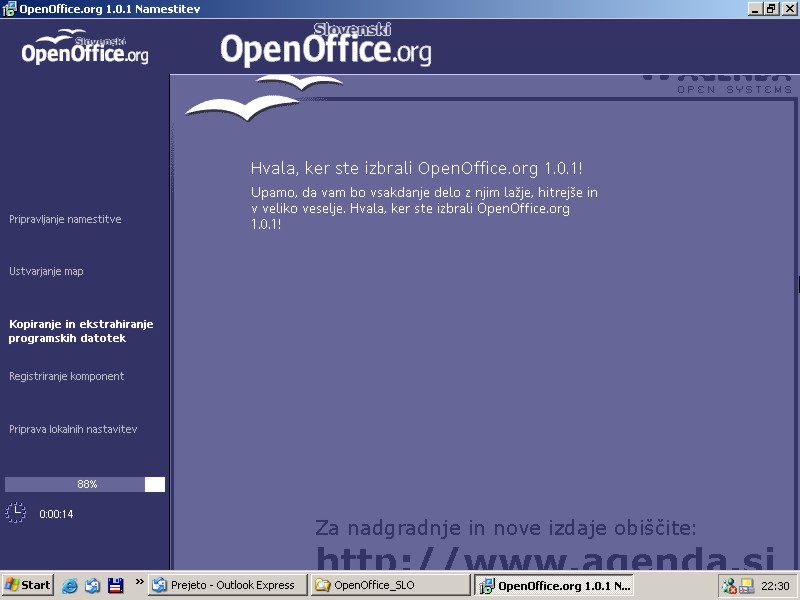 OpenOffice.org 1.0.1 Namestitev
Slovenski
OpenOffice.org
Slovenski
OpenOffice.org
AGENDA
OPEN SYSTEMS
Hvala, ker ste izbrali OpenOffice.org 1.0.1!
Upamo, da vam bo vsakdanje delo z njim lažje, hitrejše in
v veliko veselje. Hvala, ker ste izbrali OpenOffice.org
1.0.1!
Pripravljanje namestitve
Ustvarjanje map
Kopiranje in ekstrahiranje
programskih datotek
Registriranje komponent
Priprava lokalnih nastavitev
88%
0:00:14
Za nadgradnje in nove izdaje obiščite:
http://www.agenda.si
Start
»
Prejeto - Outlook Express
OpenOffice_SLO
OpenOffice.org 1.0.1 N...
22:30